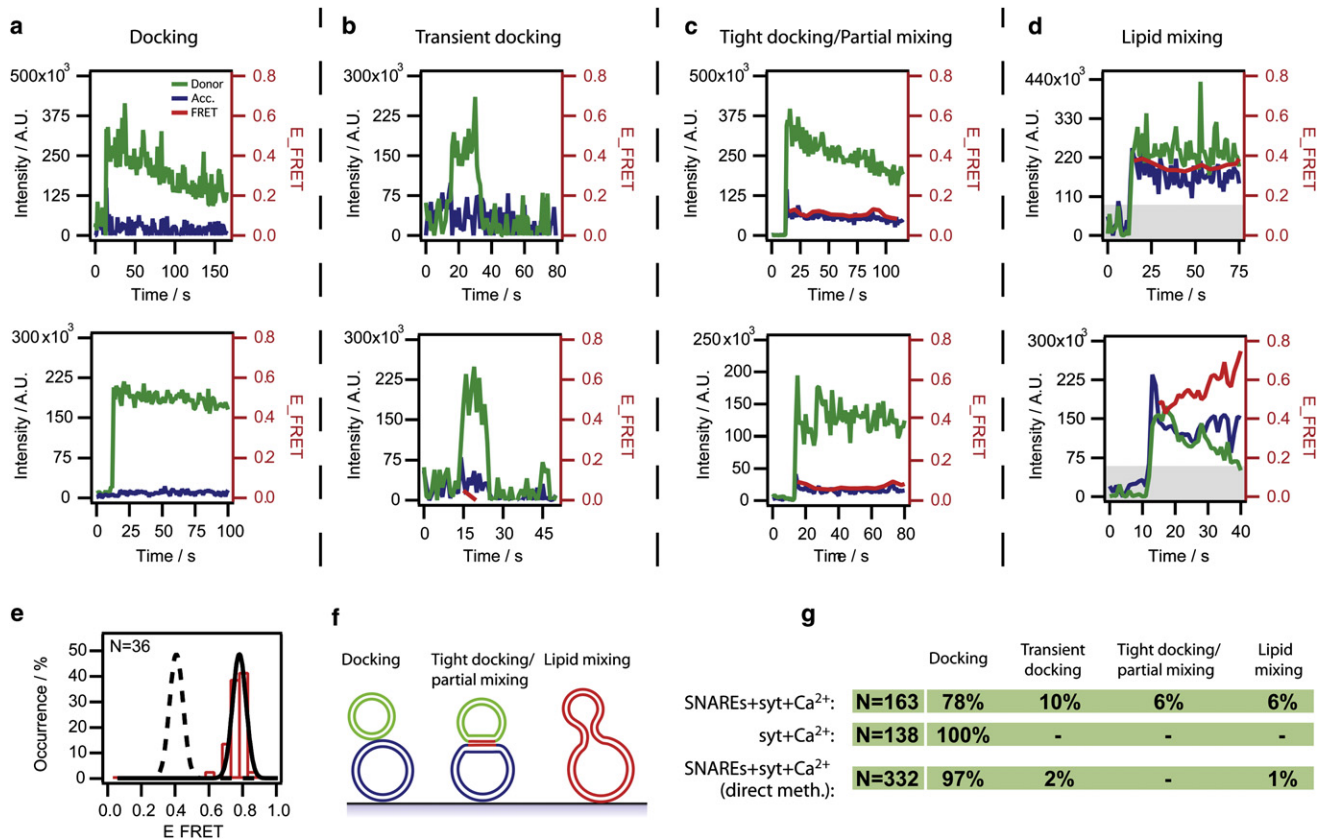 a
Docking
500x10³
375
250
125
0
Intensity / A.U.
Donor
Acc.
FRET
0.8
0.6
0.4
0.2
0.0
E_FRET
0 50 100 150
Time / s
300x10³
225
150
75
0
Intensity / A.U.
0.8
0.6
0.4
0.2
0.0
E_FRET
0 25 50 75 100
Time / s
b
Transient docking
300x10³
225
150
75
0
Intensity / A.U.
0.8
0.6
0.4
0.2
0.0
E_FRET
0 20 40 60 80
Time / s
300x10³
225
150
75
0
Intensity / A.U.
0.8
0.6
0.4
0.2
0.0
E_FRET
0 15 30 45
Time / s
c
Tight docking/Partial mixing
500x10³
375
250
125
0
Intensity / A.U.
0.8
0.6
0.4
0.2
0.0
E_FRET
0 25 50 75 100
Time / s
250x10³
200
150
100
50
0
Intensity / A.U.
0.8
0.6
0.4
0.2
0.0
E_FRET
0 20 40 60 80
Time / s
d
Lipid mixing
440x10³
330
220
110
0
Intensity / A.U.
0.8
0.6
0.4
0.2
0.0
E_FRET
0 25 50 75
Time / s
300x10³
225
150
75
0
Intensity / A.U.
0.8
0.6
0.4
0.2
0.0
E_FRET
0 10 20 30 40
Time / s
e
N=36
50
40
30
20
10
0
Occurrence / %
0.0 0.2 0.4 0.6 0.8 1.0
E FRET
f
Docking
Tight docking/
partial mixing
Lipid mixing
g
Docking Transient docking Tight docking/ partial mixing Lipid mixing
SNAREs+syt+Ca²⁺: N=163 78% 10% 6% 6%
syt+Ca²⁺: N=138 100% - - -
SNAREs+syt+Ca²⁺
(direct meth.): N=332 97% 2% - 1%